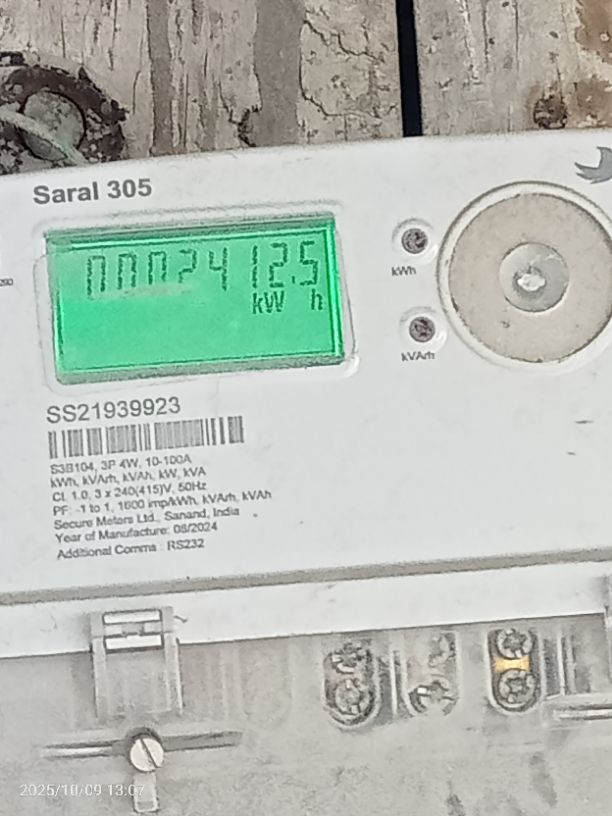 Saral 305
0002412.5
kW h
kWh
kVArh
SS21939923
S3B104, 3P 4W, 10-100A
kWh, kVArh, kVAh, kW, kVA
Cl. 1.0, 3 x 240(415)V, 50Hz
PF: -1 to 1, 1600 imp/kWh, kVArh, kVAh
Secure Meters Ltd., Sanand, India
Year of Manufacture: 08/2024
Additional Comms : RS232
2025/10/09 13:07